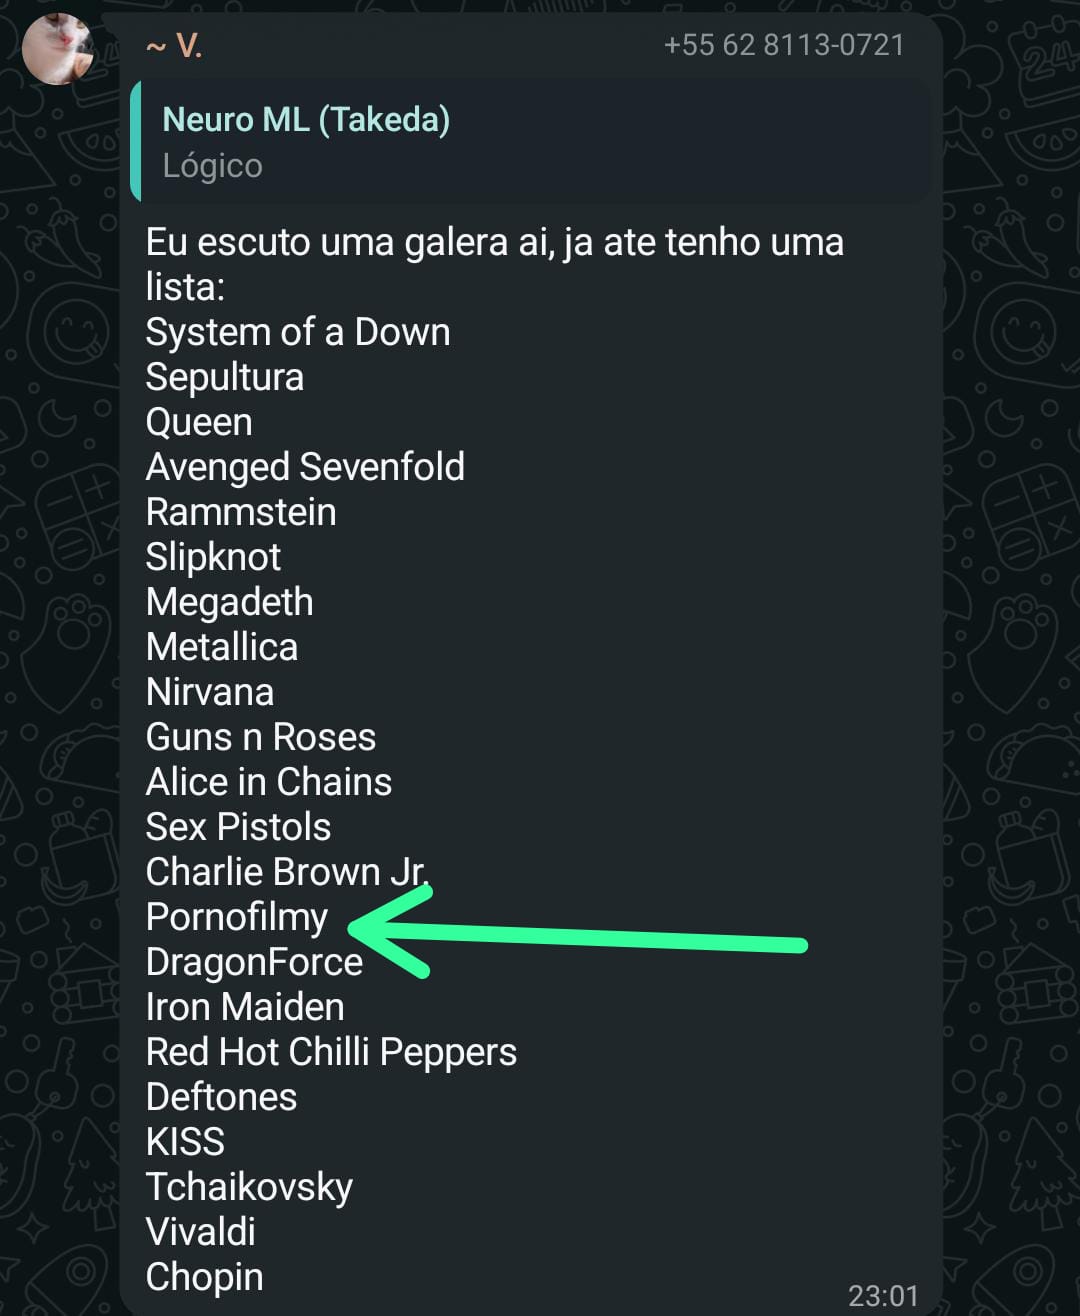 ~ V.
+55 62 8113-0721
Neuro ML (Takeda)
Lógico
Eu escuto uma galera ai, ja ate tenho uma
lista:
System of a Down
Sepultura
Queen
Avenged Sevenfold
Rammstein
Slipknot
Megadeth
Metallica
Nirvana
Guns n Roses
Alice in Chains
Sex Pistols
Charlie Brown Jr.
Pornofilmy
DragonForce
Iron Maiden
Red Hot Chilli Peppers
Deftones
KISS
Tchaikovsky
Vivaldi
Chopin
23:01